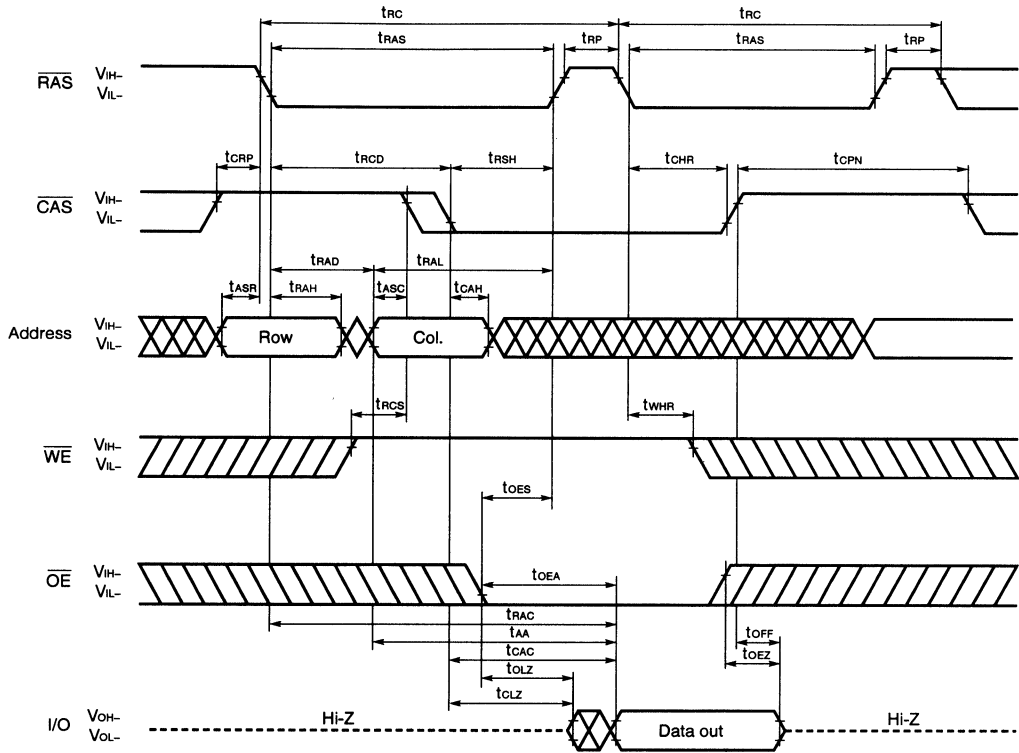 tRC tRC
tRAS tRP tRAS tRP
RAS VIH– VIL–
tCRP tRCD tRSH tCHR tCPN
CAS VIH– VIL–
tRAD tRAL
tASR tRAH tASC tCAH
Address VIH– VIL– Row Col.
tRCS tWHR
WE VIH– VIL–
tOES
OE VIH– VIL–
tOEA
tRAC
tAA tOFF
tCAC tOEZ
tOLZ
tCLZ
I/O VOH– VOL– Hi-Z Data out Hi-Z